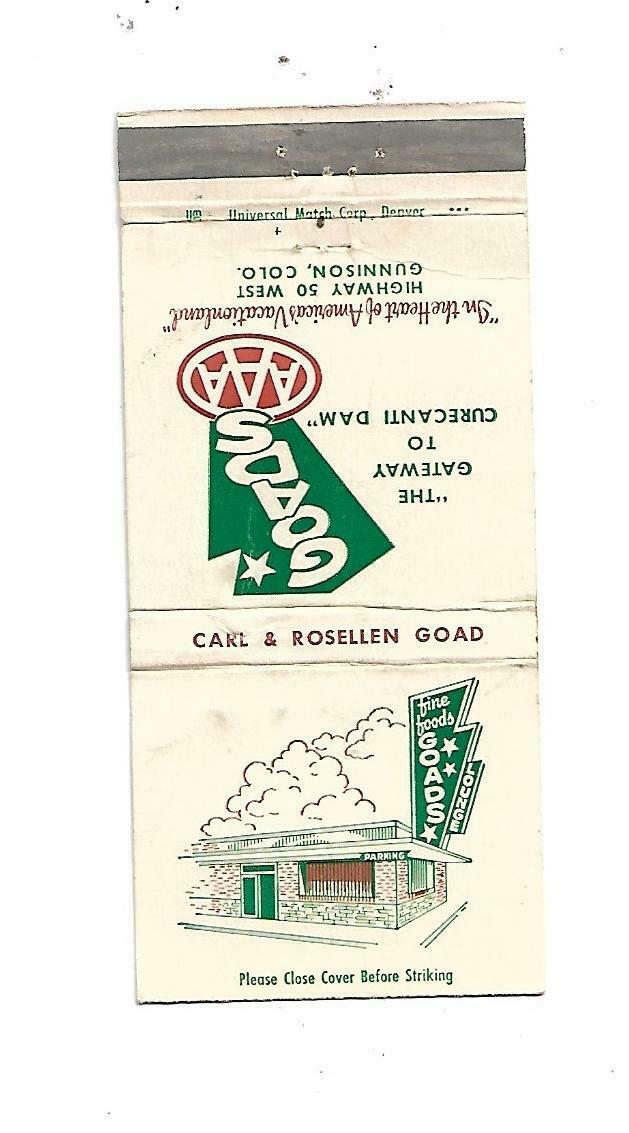 Universal Match Corp., Denver
"THE
GATEWAY
TO
CURECANTI DAM"
GOADS
AAA
"In the Heart of America's Vacationland"
HIGHWAY 50 WEST
GUNNISON, COLO.
CARL & ROSELLEN GOAD
fine
foods
GOADS
LOUNGE
PARKING
Please Close Cover Before Striking